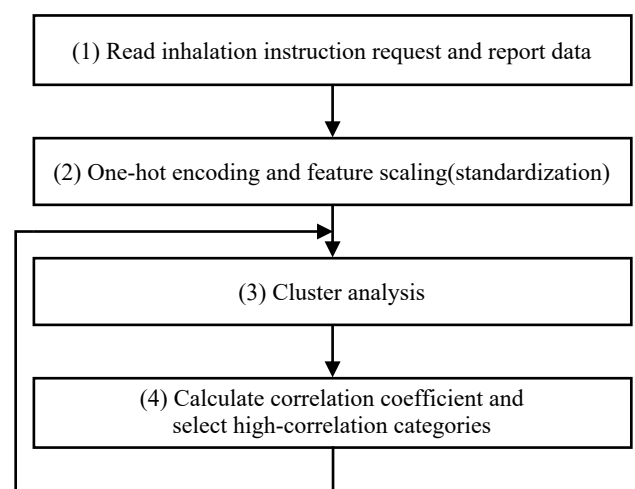 (1) Read inhalation instruction request and report data
(2) One-hot encoding and feature scaling(standardization)
(3) Cluster analysis
(4) Calculate correlation coefficient and
select high-correlation categories